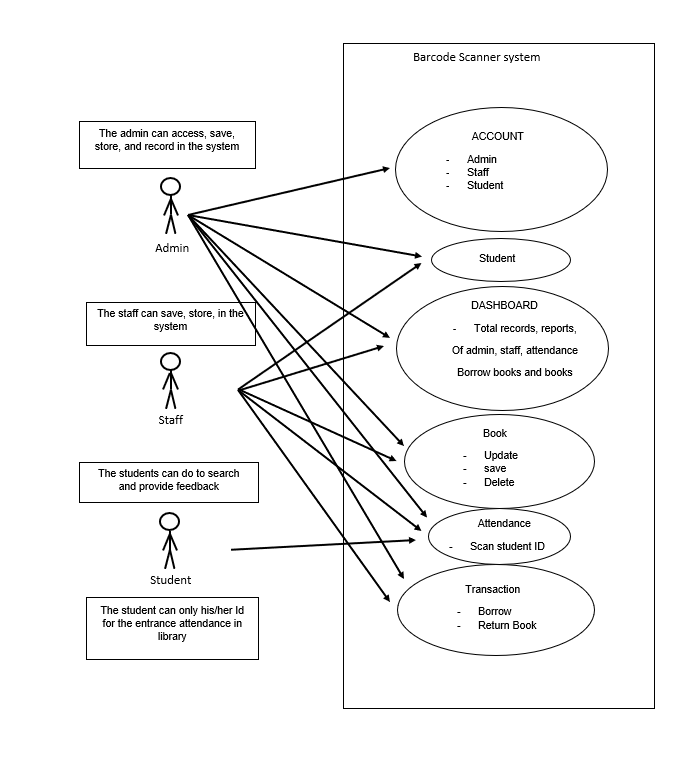 Barcode Scanner system
The admin can access, save,
store, and record in the system
Admin
The staff can save, store, in the
system
Staff
The students can do to search
and provide feedback
Student
The student can only his/her Id
for the entrance attendance in
library
ACCOUNT
- Admin
- Staff
- Student
Student
DASHBOARD
- Total records, reports,
Of admin, staff, attendance
Borrow books and books
Book
- Update
- save
- Delete
Attendance
- Scan student ID
Transaction
- Borrow
- Return Book